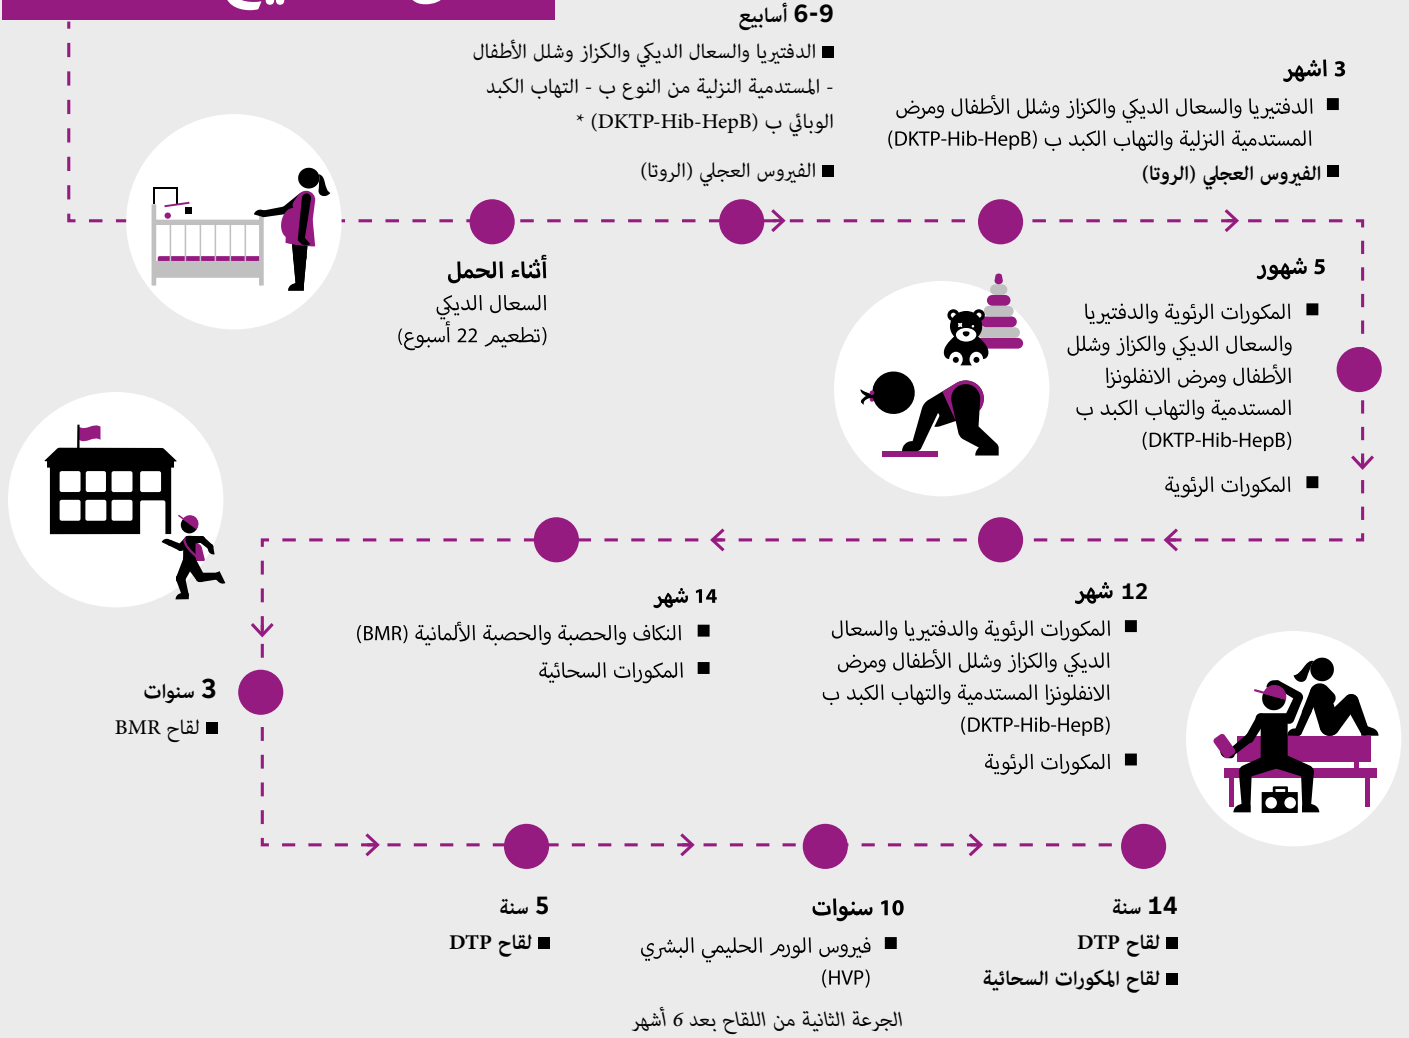 6-9 أسابيع
■ الدفتيريا والسعال الديكي والكزاز وشلل الأطفال
- المستدمية النزلية من النوع ب - التهاب الكبد
الوبائي ب (DKTP-Hib-HepB) *
■ الفيروس العجلي (الروتا)
3 اشهر
■ الدفتيريا والسعال الديكي والكزاز وشلل الأطفال ومرض
المستدمية النزلية والتهاب الكبد ب (DKTP-Hib-HepB)
■ الفيروس العجلي (الروتا)
أثناء الحمل
السعال الديكي
(تطعيم 22 أسبوع)
5 شهور
■ المكورات الرئوية والدفتيريا
والسعال الديكي والكزاز وشلل
الأطفال ومرض الانفلونزا
المستدمية والتهاب الكبد ب
(DKTP-Hib-HepB)
■ المكورات الرئوية
12 شهر
■ المكورات الرئوية والدفتيريا والسعال
الديكي والكزاز وشلل الأطفال ومرض
الانفلونزا المستدمية والتهاب الكبد ب
(DKTP-Hib-HepB)
■ المكورات الرئوية
14 شهر
■ النكاف والحصبة والحصبة الألمانية (BMR)
■ المكورات السحائية
3 سنوات
■ لقاح BMR
5 سنة
■ لقاح DTP
10 سنوات
■ فيروس الورم الحليمي البشري
(HVP)
الجرعة الثانية من اللقاح بعد 6 أشهر
14 سنة
■ لقاح DTP
■ لقاح المكورات السحائية